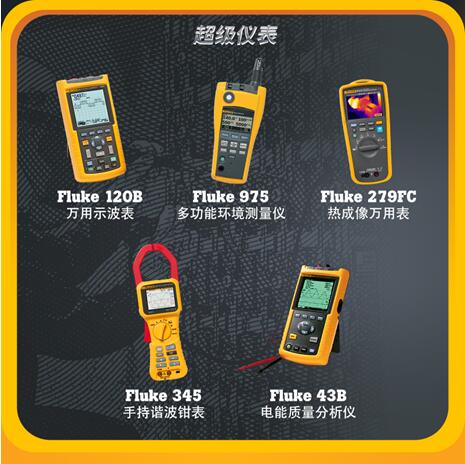 超级仪表
Fluke 120B
万用示波表
Fluke 975
多功能环境测量仪
Fluke 279FC
热成像万用表
Fluke 345
手持谐波钳表
Fluke 43B
电能质量分析仪